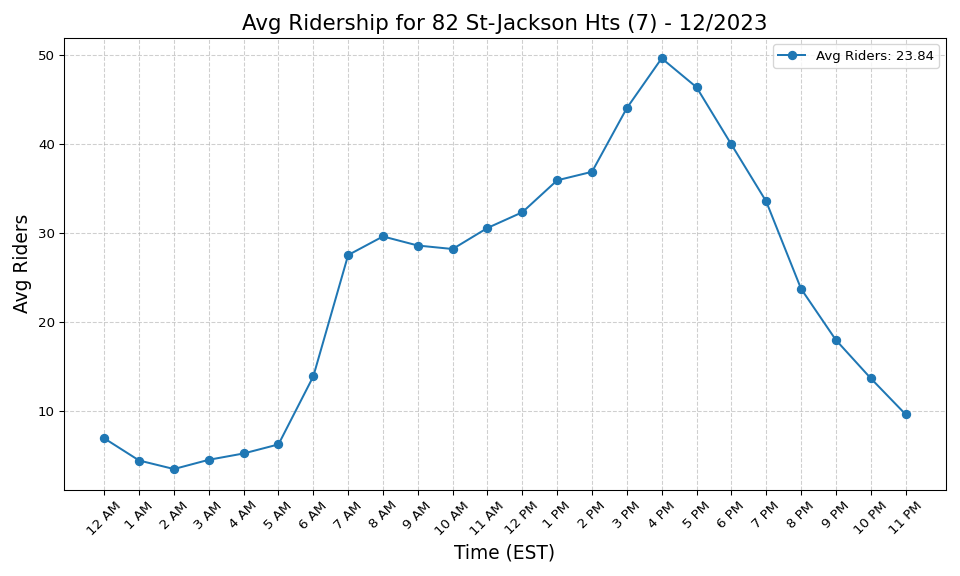 Avg Ridership for 82 St-Jackson Hts (7) - 12/2023
Avg Riders: 23.84
Avg Riders
50
40
30
20
10
12 AM
1 AM
2 AM
3 AM
4 AM
5 AM
6 AM
7 AM
8 AM
9 AM
10 AM
11 AM
12 PM
1 PM
2 PM
3 PM
4 PM
5 PM
6 PM
7 PM
8 PM
9 PM
10 PM
11 PM
Time (EST)